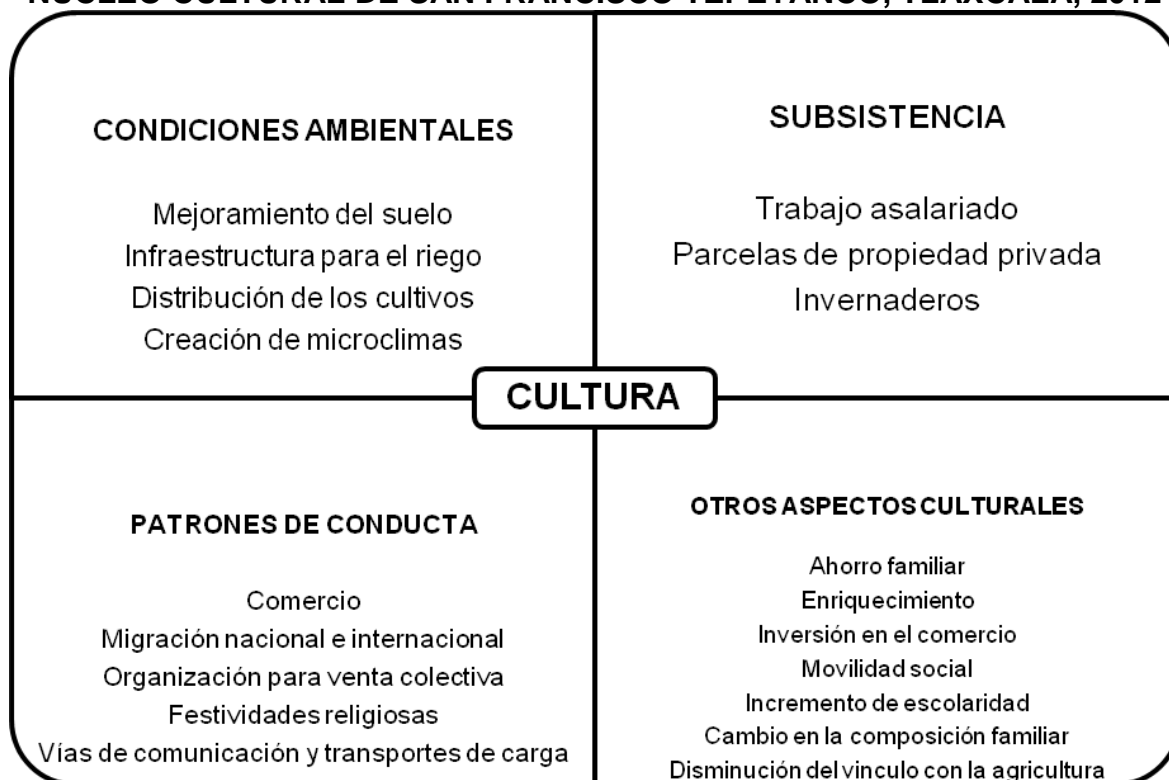 NÚCLEO CULTURAL DE SAN FRANCISCO TEPEYANCO, TLAXCALA, 2012
CONDICIONES AMBIENTALES
Mejoramiento del suelo
Infraestructura para el riego
Distribución de los cultivos
Creación de microclimas
SUBSISTENCIA
Trabajo asalariado
Parcelas de propiedad privada
Invernaderos
CULTURA
PATRONES DE CONDUCTA
Comercio
Migración nacional e internacional
Organización para venta colectiva
Festividades religiosas
Vías de comunicación y transportes de carga
OTROS ASPECTOS CULTURALES
Ahorro familiar
Enriquecimiento
Inversión en el comercio
Movilidad social
Incremento de escolaridad
Cambio en la composición familiar
Disminución del vinculo con la agricultura